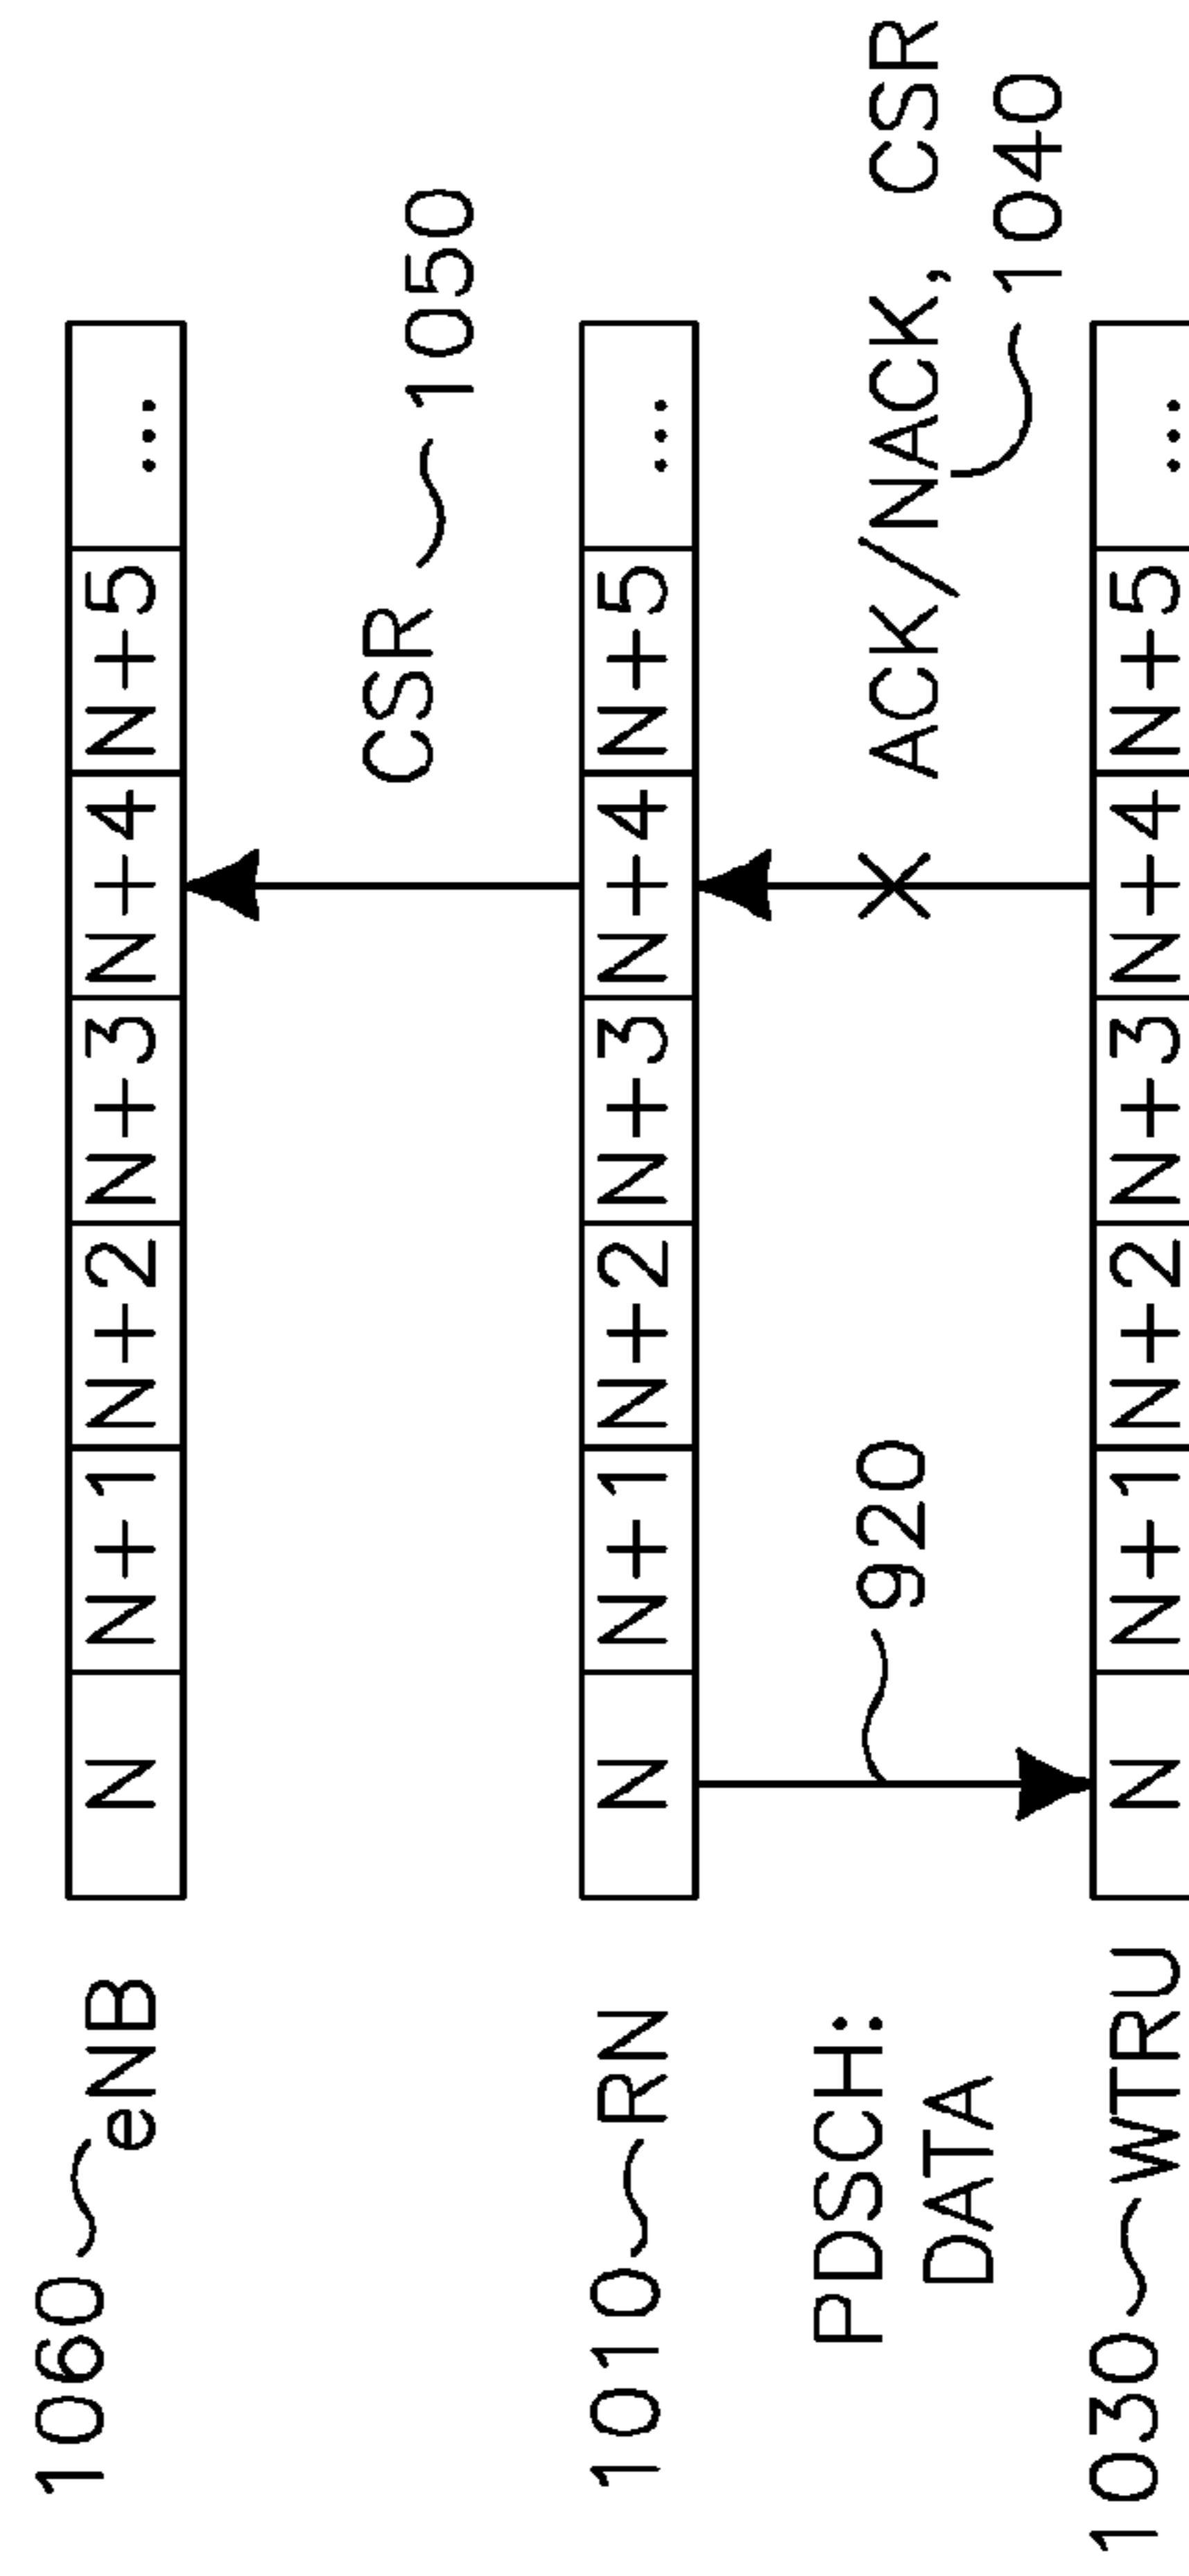 1060 eNB N N+1 N+2 N+3 N+4 N+5 ...
CSR 1050
1010 RN N N+1 N+2 N+3 N+4 N+5 ...
PDSCH:
DATA
920
ACK/NACK, CSR
1040
1030 WTRU N N+1 N+2 N+3 N+4 N+5 ...